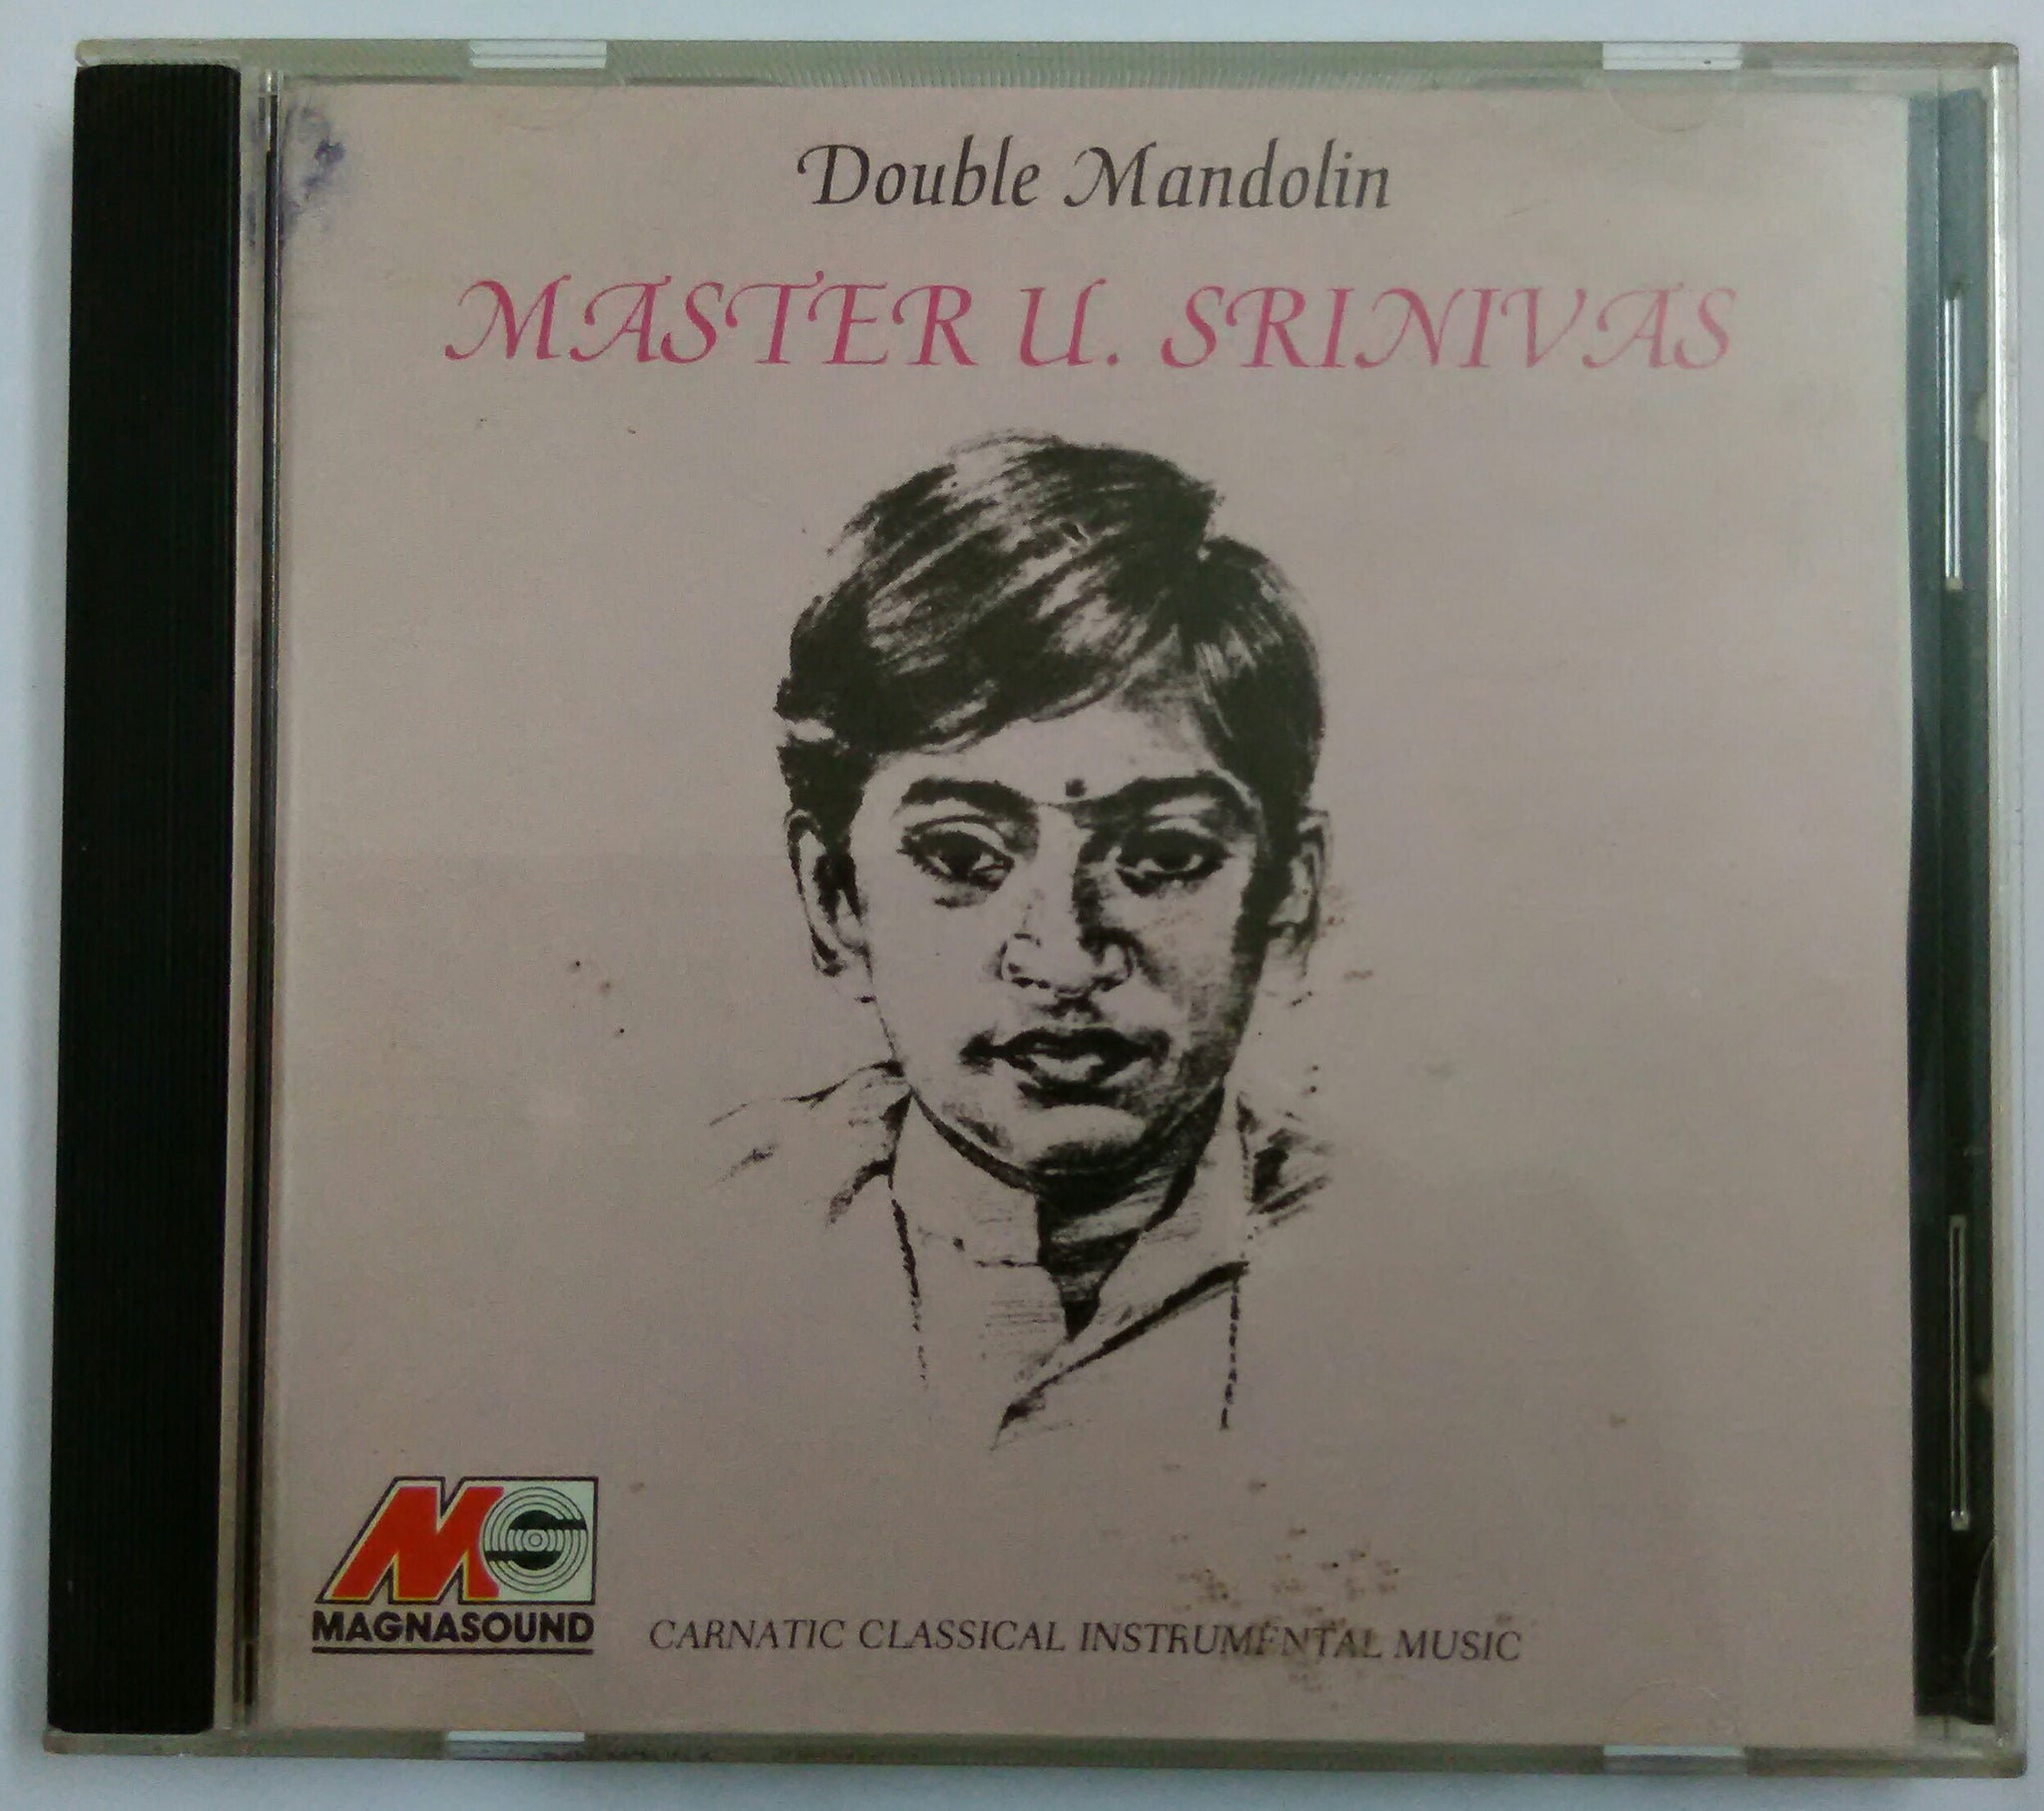 Double Mandolin
MASTER U. SRINIVAS
MAGNASOUND
CARNATIC CLASSICAL INSTRUMENTAL MUSIC